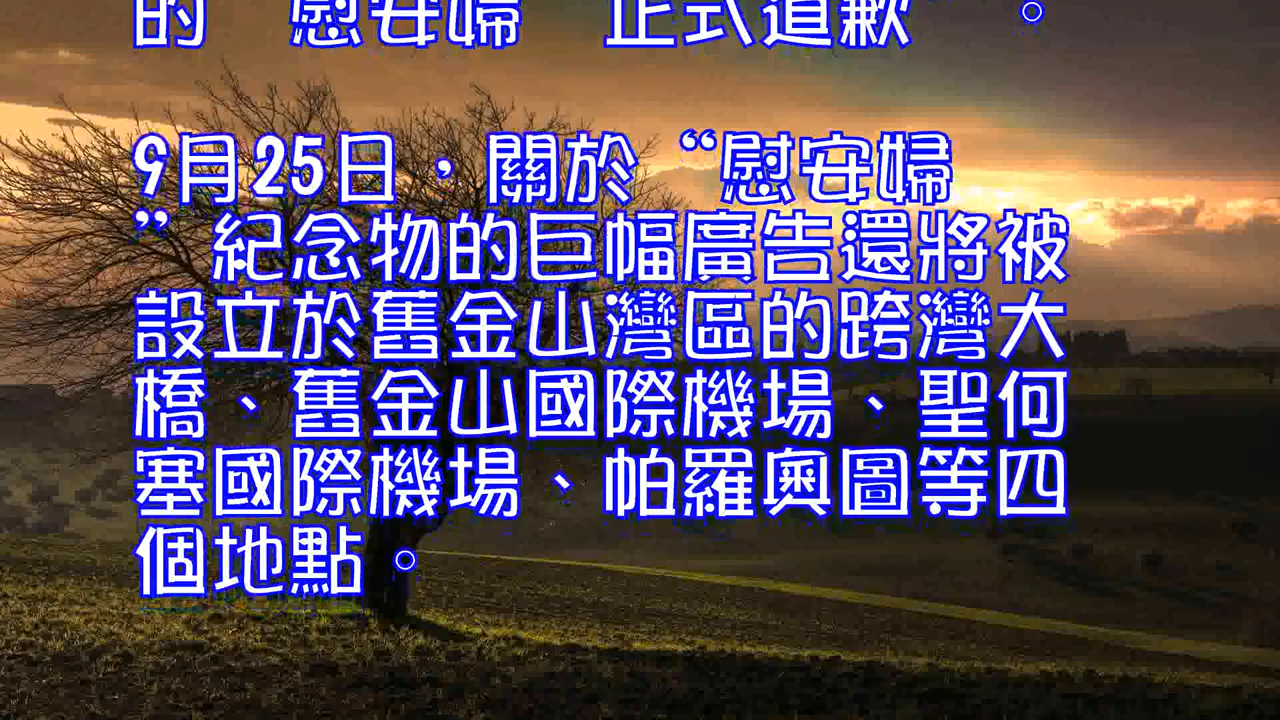 的 慰安婦 正式道歉" 。
9月25日，關於“慰安婦
”紀念物的巨幅廣告還將被
設立於舊金山灣區的跨灣大
橋、舊金山國際機場、聖何
塞國際機場、帕羅奧圖等四
個地點。